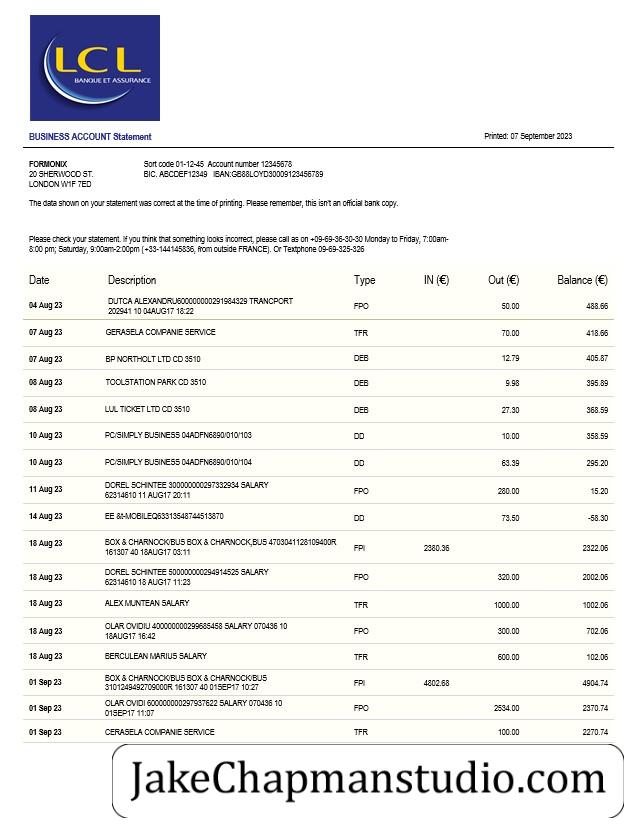 LCL
BANQUE ET ASSURANCE
BUSINESS ACCOUNT Statement Printed: 07 September 2023
FORMONIX Sort code 01-12-45 Account number 12345678
20 SHERWOOD ST. BIC. ABCDEF12349 IBAN:GB88LOYD30009123456789
LONDON W1F 7ED
The data shown on your statement was correct at the time of printing. Please remember, this isn't an official bank copy.
Please check your statement. If you think that something looks incorrect, please call as on +09-69-36-30-30 Monday to Friday, 7:00am-
8:00 pm; Saturday, 9:00am-2:00pm (+33-144145836, from outside FRANCE). Or Textphone 09-69-325-326
Date Description Type IN (€) Out (€) Balance (€)
04 Aug 23 DUTCA ALEXANDRU600000000291984329 TRANCPORT FPO 50.00 488.66
202941 10 04AUG17 18:22
07 Aug 23 GERASELA COMPANIE SERVICE TFR 70.00 418.66
07 Aug 23 BP NORTHOLT LTD CD 3510 DEB 12.79 405.87
08 Aug 23 TOOLSTATION PARK CD 3510 DEB 9.98 395.89
08 Aug 23 LUL TICKET LTD CD 3510 DEB 27.30 368.59
10 Aug 23 PC/SIMPLY BUSINESS 04ADFN6890/010/103 DD 10.00 358.59
10 Aug 23 PC/SIMPLY BUSINESS 04ADFN6890/010/104 DD 63.39 295.20
11 Aug 23 DOREL SCHINTEE 300000000297332934 SALARY FPO 280.00 15.20
62314610 11 AUG17 20:11
14 Aug 23 EE &t-MOBILEQ63313548744513870 DD 73.50 -58.30
18 Aug 23 BOX & CHARNOCK/BUS BOX & CHARNOCK,BUS 4703041128109400R FPI 2380.36 2322.06
161307 40 18AUG17 03:11
18 Aug 23 DOREL SCHINTEE 500000000294914525 SALARY FPO 320.00 2002.06
62314610 18 AUG17 11:23
18 Aug 23 ALEX MUNTEAN SALARY TFR 1000.00 1002.06
18 Aug 23 OLAR OVIDIU 400000000299685458 SALARY 070436 10 FPO 300.00 702.06
18AUG17 16:42
18 Aug 23 BERCULEAN MARIUS SALARY TFR 600.00 102.06
01 Sep 23 BOX & CHARNOCK/BUS BOX & CHARNOCK/BUS FPI 4802.68 4904.74
3101249492709000R 161307 40 01SEP17 10:27
01 Sep 23 OLAR OVIDI 600000000297937622 SALARY 070436 10 FPO 2534.00 2370.74
01SEP17 11:07
01 Sep 23 CERASELA COMPANIE SERVICE TFR 100.00 2270.74
JakeChapmanstudio.com